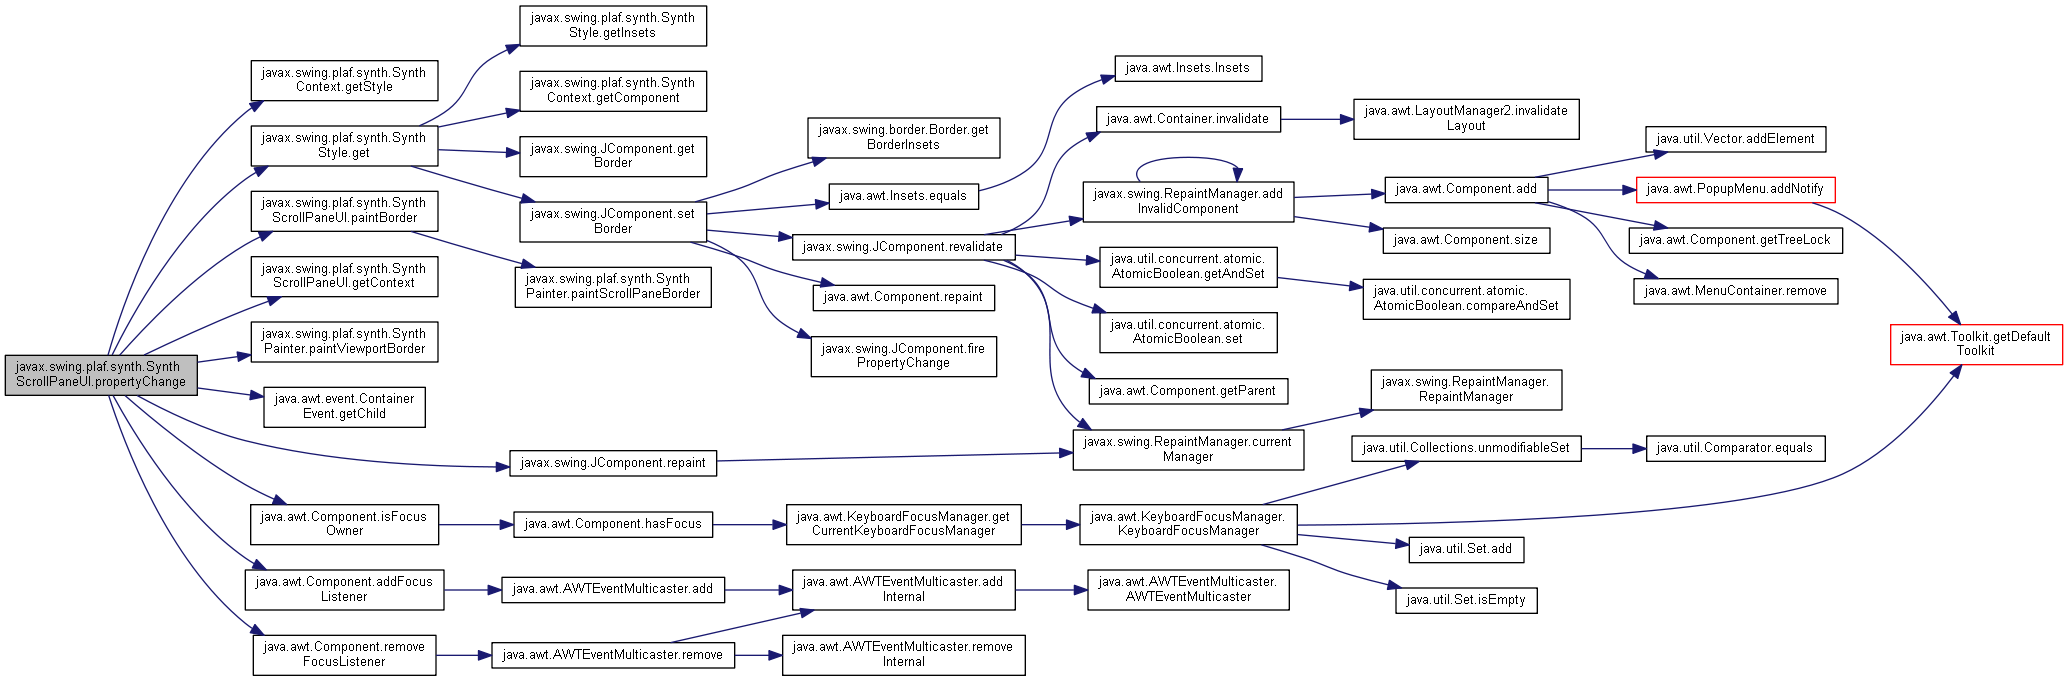 javax.swing.plaf.synth.Synth
ScrollPaneUI.propertyChange
javax.swing.plaf.synth.Synth
Context.getStyle
javax.swing.plaf.synth.Synth
Style.get
javax.swing.plaf.synth.Synth
ScrollPaneUI.paintBorder
javax.swing.plaf.synth.Synth
ScrollPaneUI.getContext
javax.swing.plaf.synth.Synth
Painter.paintViewportBorder
java.awt.event.Container
Event.getChild
java.awt.Component.isFocus
Owner
java.awt.Component.addFocus
Listener
java.awt.Component.remove
FocusListener
javax.swing.plaf.synth.Synth
Style.getInsets
javax.swing.plaf.synth.Synth
Context.getComponent
javax.swing.JComponent.get
Border
javax.swing.JComponent.set
Border
javax.swing.plaf.synth.Synth
Painter.paintScrollPaneBorder
javax.swing.JComponent.repaint
java.awt.Component.hasFocus
java.awt.AWTEventMulticaster.add
java.awt.AWTEventMulticaster.remove
javax.swing.border.Border.get
BorderInsets
java.awt.Insets.equals
javax.swing.JComponent.revalidate
java.awt.Component.repaint
javax.swing.JComponent.fire
PropertyChange
java.awt.KeyboardFocusManager.get
CurrentKeyboardFocusManager
java.awt.AWTEventMulticaster.add
Internal
java.awt.AWTEventMulticaster.remove
Internal
java.awt.Insets.Insets
java.awt.Container.invalidate
javax.swing.RepaintManager.add
InvalidComponent
java.util.concurrent.atomic.
AtomicBoolean.getAndSet
java.util.concurrent.atomic.
AtomicBoolean.set
java.awt.Component.getParent
javax.swing.RepaintManager.current
Manager
java.awt.KeyboardFocusManager.
KeyboardFocusManager
java.awt.AWTEventMulticaster.
AWTEventMulticaster
java.awt.LayoutManager2.invalidate
Layout
java.awt.Component.add
java.awt.Component.size
java.util.concurrent.atomic.
AtomicBoolean.compareAndSet
javax.swing.RepaintManager.
RepaintManager
java.util.Collections.unmodifiableSet
java.util.Set.add
java.util.Set.isEmpty
java.util.Vector.addElement
java.awt.PopupMenu.addNotify
java.awt.Component.getTreeLock
java.awt.MenuContainer.remove
java.util.Comparator.equals
java.awt.Toolkit.getDefault
Toolkit